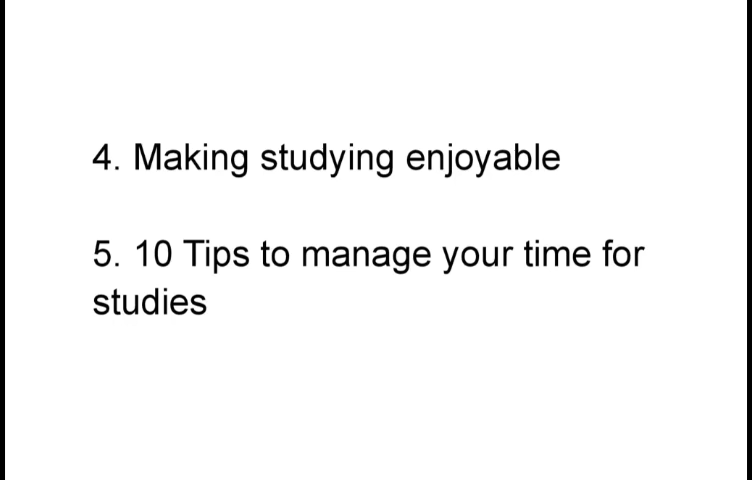 4. Making studying enjoyable
5. 10 Tips to manage your time for
studies